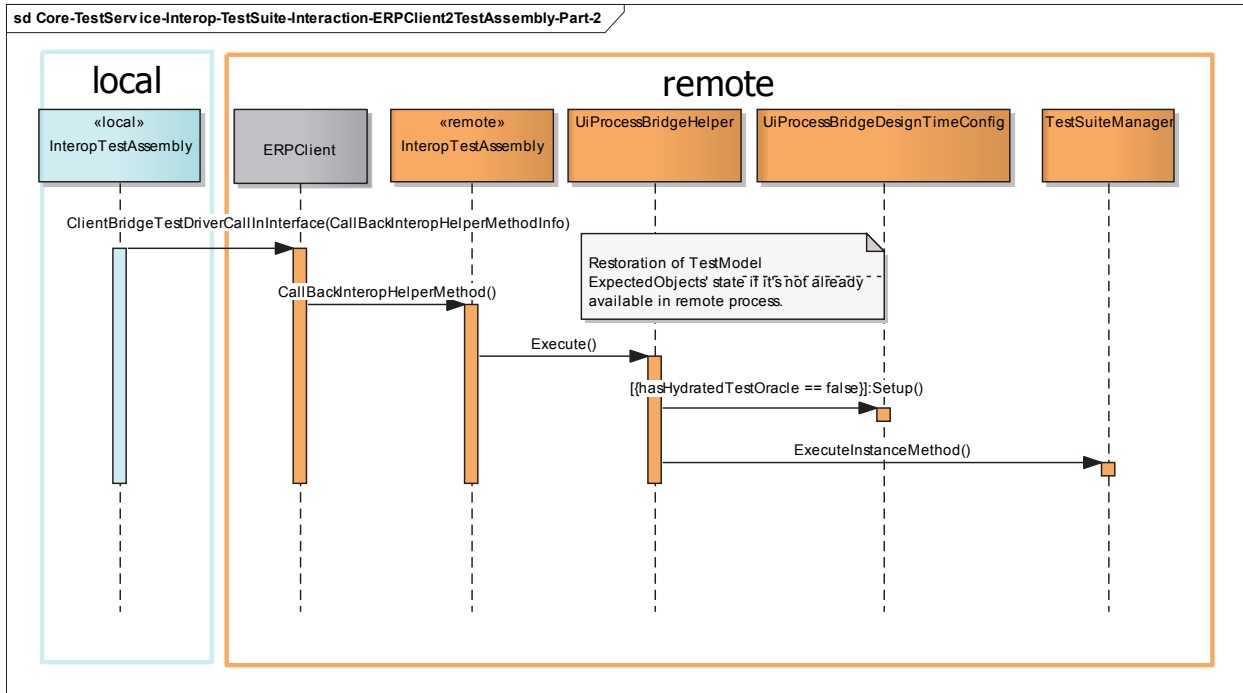 sd Core-TestService-Interop-TestSuite-Interaction-ERPClient2TestAssembly-Part-2
local
remote
«local»
InteropTestAssembly
ERPClient
«remote»
InteropTestAssembly
UiProcessBridgeHelper
UiProcessBridgeDesignTimeConfig
TestSuiteManager
ClientBridgeTestDriverCallInInterface(CallBackInteropHelperMethodInfo)
Restoration of TestModel
ExpectedObjects' state if it's not already
available in remote process.
CallBackInteropHelperMethod()
Execute()
[{hasHydratedTestOracle == false}]:Setup()
ExecuteInstanceMethod()